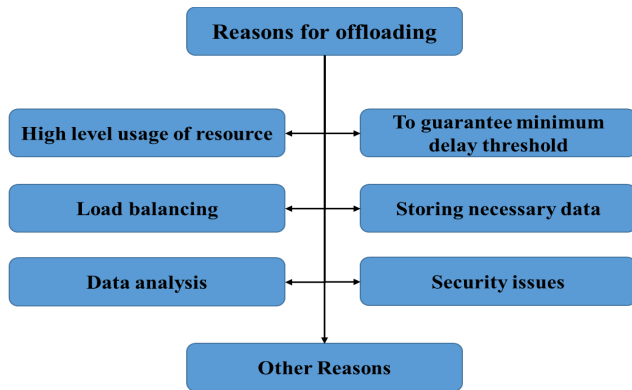 Reasons for offloading
High level usage of resource
To guarantee minimum
delay threshold
Load balancing
Storing necessary data
Data analysis
Security issues
Other Reasons